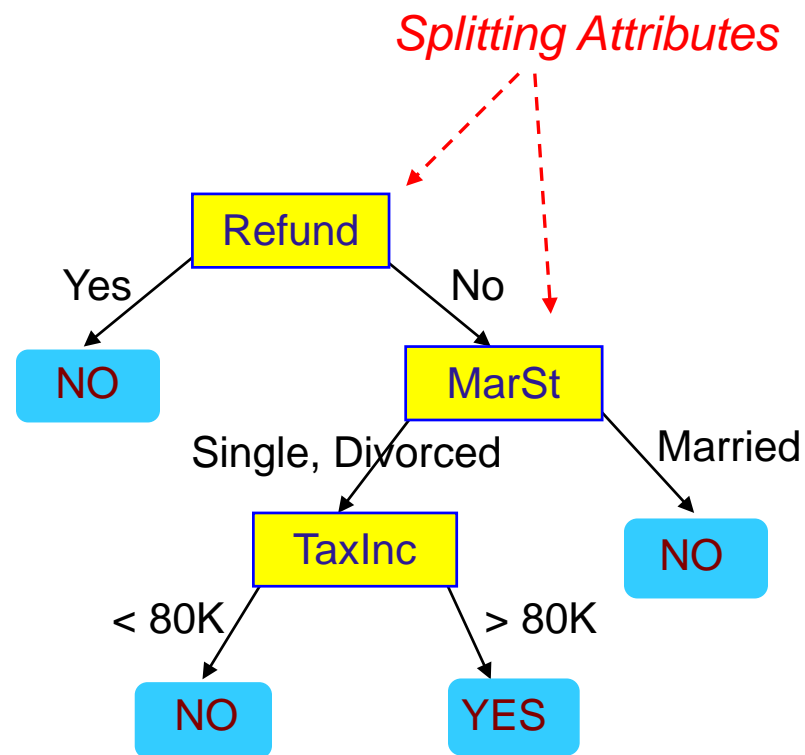 Splitting Attributes
Refund
Yes
No
NO
MarSt
Single, Divorced
Married
TaxInc
NO
< 80K
> 80K
NO
YES